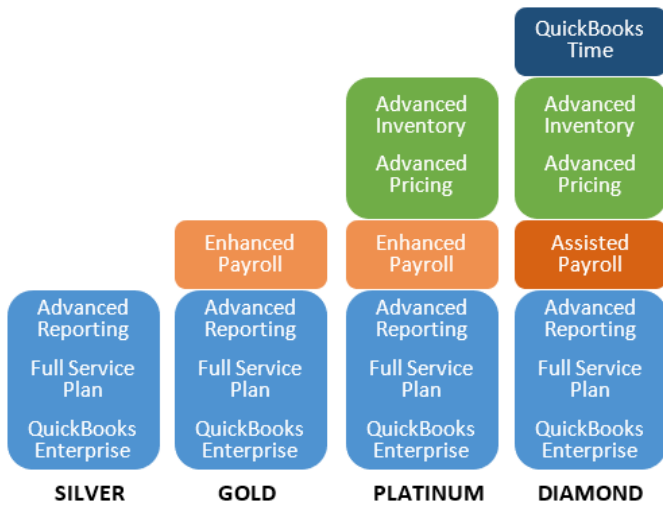 QuickBooks
Time
Advanced
Inventory
Advanced
Pricing
Advanced
Inventory
Advanced
Pricing
Enhanced
Payroll
Enhanced
Payroll
Assisted
Payroll
Advanced
Reporting
Full Service
Plan
QuickBooks
Enterprise
Advanced
Reporting
Full Service
Plan
QuickBooks
Enterprise
Advanced
Reporting
Full Service
Plan
QuickBooks
Enterprise
Advanced
Reporting
Full Service
Plan
QuickBooks
Enterprise
SILVER
GOLD
PLATINUM
DIAMOND